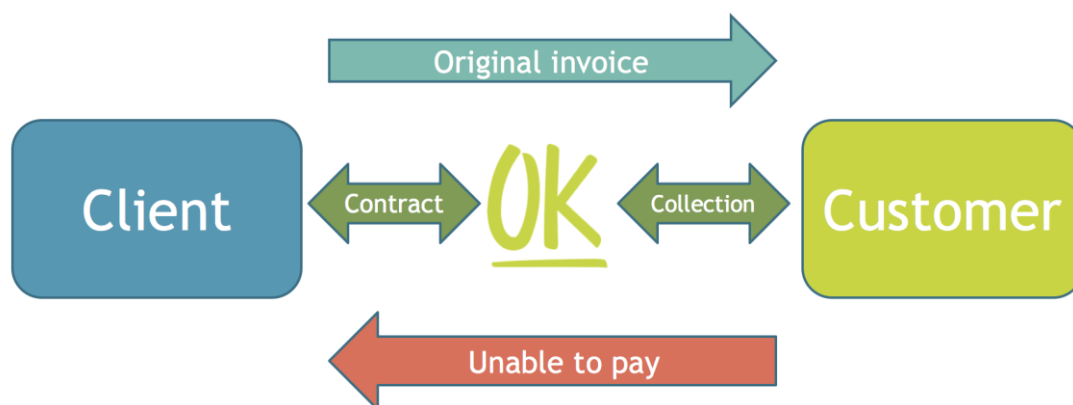 Original invoice
Client
Contract
OK
Collection
Customer
Unable to pay